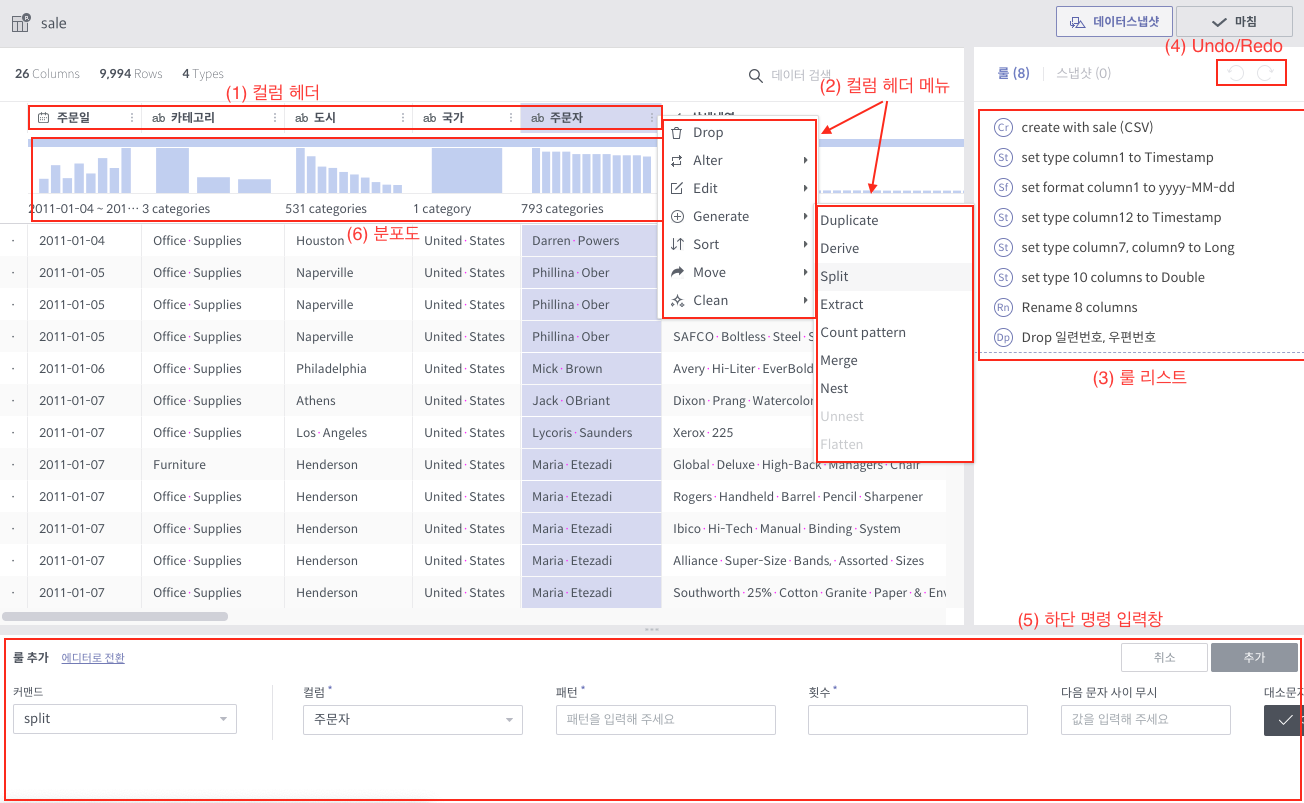 sale
데이터스냅샷
마침
(4) Undo/Redo
26 Columns 9,994 Rows 4 Types
데이터 검색
룰 (8) 스냅샷 (0)
(1) 컬럼 헤더
(2) 컬럼 헤더 메뉴
주문일 ab 카테고리 ab 도시 ab 국가 ab 주문자
Drop
Alter
Edit
Generate
Sort
Move
Clean
Duplicate
Derive
Split
Extract
Count pattern
Merge
Nest
Unnest
Flatten
Cr create with sale (CSV)
St set type column1 to Timestamp
Sf set format column1 to yyyy-MM-dd
St set type column12 to Timestamp
St set type column7, column9 to Long
St set type 10 columns to Double
Rn Rename 8 columns
Dp Drop 일련번호, 우편번호
(3) 룰 리스트
2011-01-04 ~ 201··· 3 categories 531 categories 1 category 793 categories
(6) 분포도
2011-01-04 Office·Supplies Houston United·States Darren·Powers
2011-01-05 Office·Supplies Naperville United·States Phillina·Ober
2011-01-05 Office·Supplies Naperville United·States Phillina·Ober
2011-01-05 Office·Supplies Naperville United·States Phillina·Ober SAFCO·Boltless·Steel·S
2011-01-06 Office·Supplies Philadelphia United·States Mick·Brown Avery·Hi-Liter·EverBold
2011-01-07 Office·Supplies Athens United·States Jack·OBriant Dixon·Prang·Watercolor
2011-01-07 Office·Supplies Los·Angeles United·States Lycoris·Saunders Xerox·225
2011-01-07 Furniture Henderson United·States Maria·Etezadi Global·Deluxe·High-Back·Managers·Chair
2011-01-07 Office·Supplies Henderson United·States Maria·Etezadi Rogers·Handheld·Barrel·Pencil·Sharpener
2011-01-07 Office·Supplies Henderson United·States Maria·Etezadi Ibico·Hi-Tech·Manual·Binding·System
2011-01-07 Office·Supplies Henderson United·States Maria·Etezadi Alliance·Super-Size·Bands,·Assorted·Sizes
2011-01-07 Office·Supplies Henderson United·States Maria·Etezadi Southworth·25%·Cotton·Granite·Paper·&·Env
(5) 하단 명령 입력창
룰 추가 에디터로 전환
취소 추가
커맨드 컬럼 * 패턴 * 횟수 * 다음 문자 사이 무시 대소문자
split 주문자 패턴을 입력해 주세요 값을 입력해 주세요